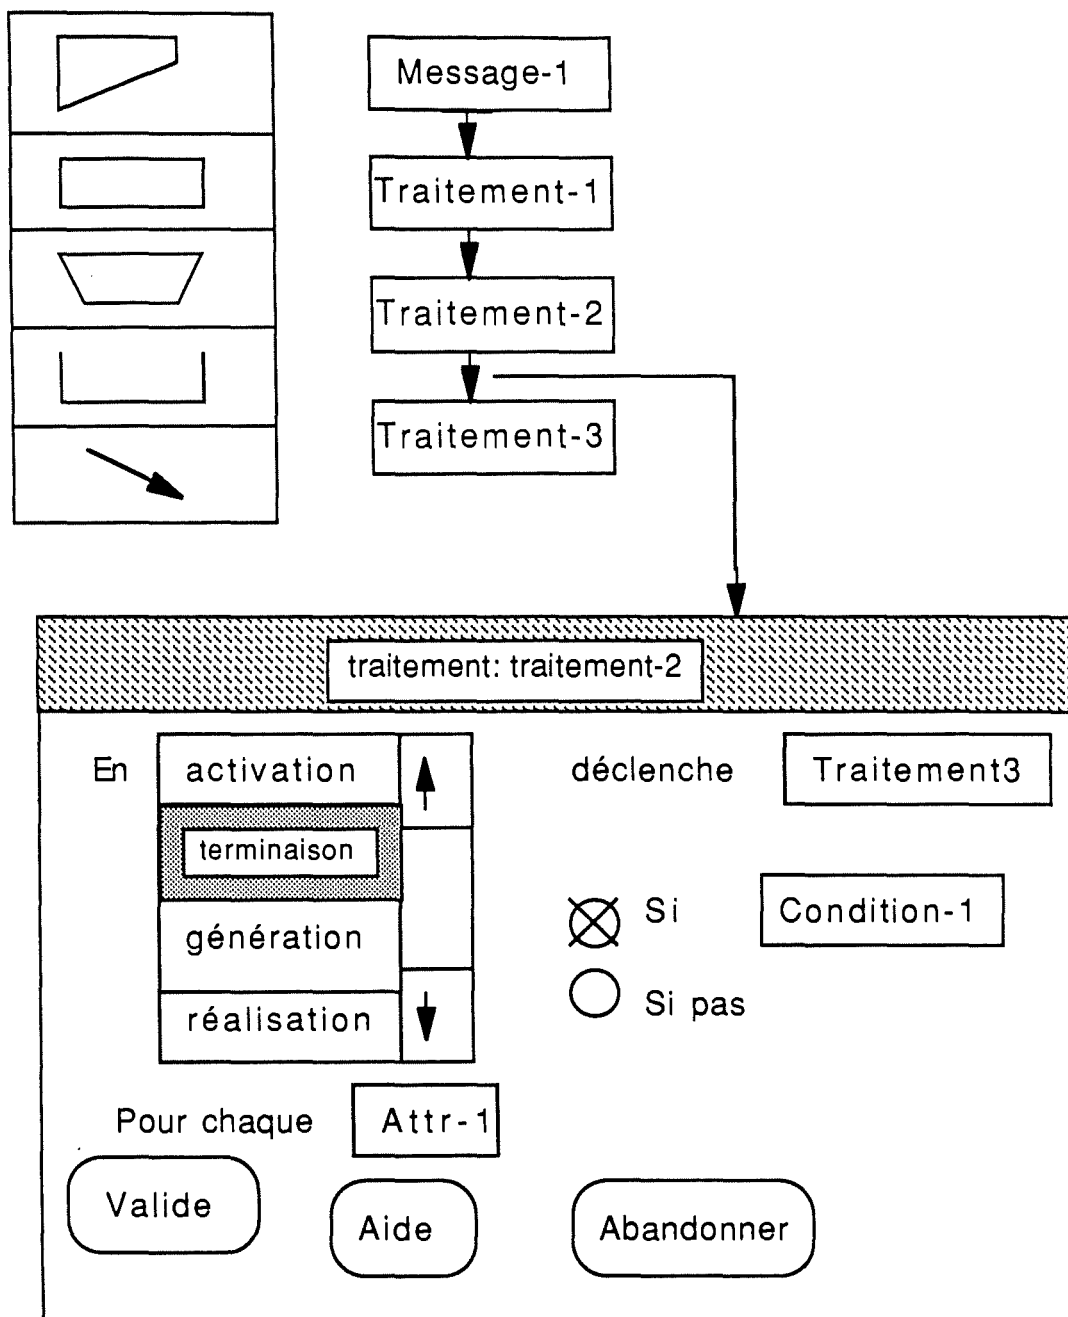 Message-1
Traitement-1
Traitement-2
Traitement-3
traitement: traitement-2
En activation déclenche Traitement3
terminaison
Si Condition-1
génération
Si pas
réalisation
Pour chaque Attr-1
Valide Aide Abandonner